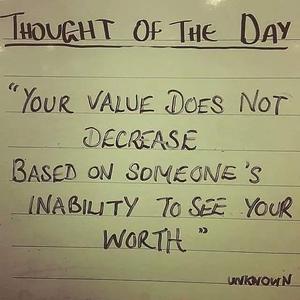 THOUGHT OF THE DAY
"YOUR VALUE DOES NOT
DECREASE
BASED ON SOMEONE'S
INABILITY TO SEE YOUR
WORTH"
UNKNOWN